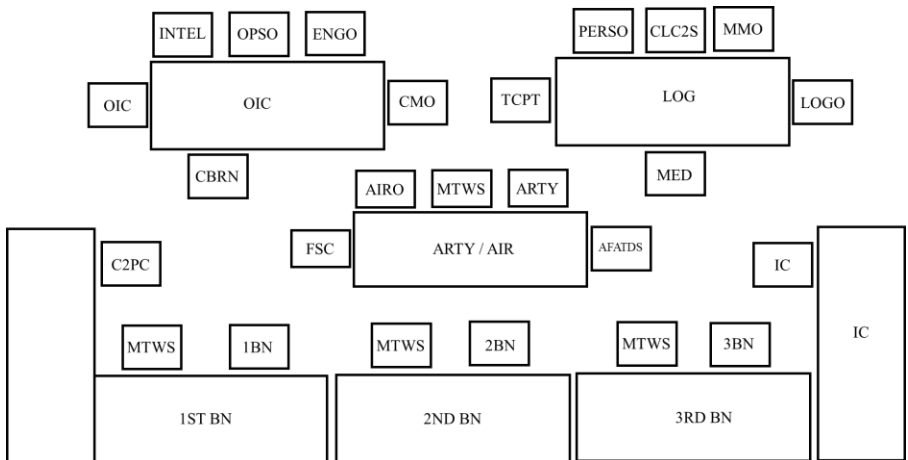 INTEL
OPSO
ENGO
OIC
OIC
CMO
CBRN
PERSO
CLC2S
MMO
TCPT
LOG
LOGO
MED
AIRO
MTWS
ARTY
FSC
ARTY / AIR
AFATDS
C2PC
IC
IC
MTWS
1BN
1ST BN
MTWS
2BN
2ND BN
MTWS
3BN
3RD BN